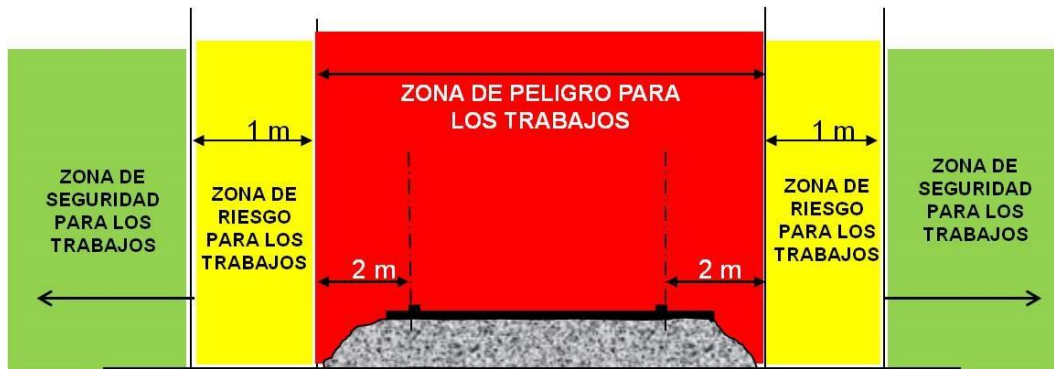 ZONA DE PELIGRO PARA
LOS TRABAJOS
1 m
1 m
ZONA DE
SEGURIDAD
PARA LOS
TRABAJOS
ZONA DE
RIESGO
PARA LOS
TRABAJOS
2 m
2 m
ZONA DE
RIESGO
PARA LOS
TRABAJOS
ZONA DE
SEGURIDAD
PARA LOS
TRABAJOS